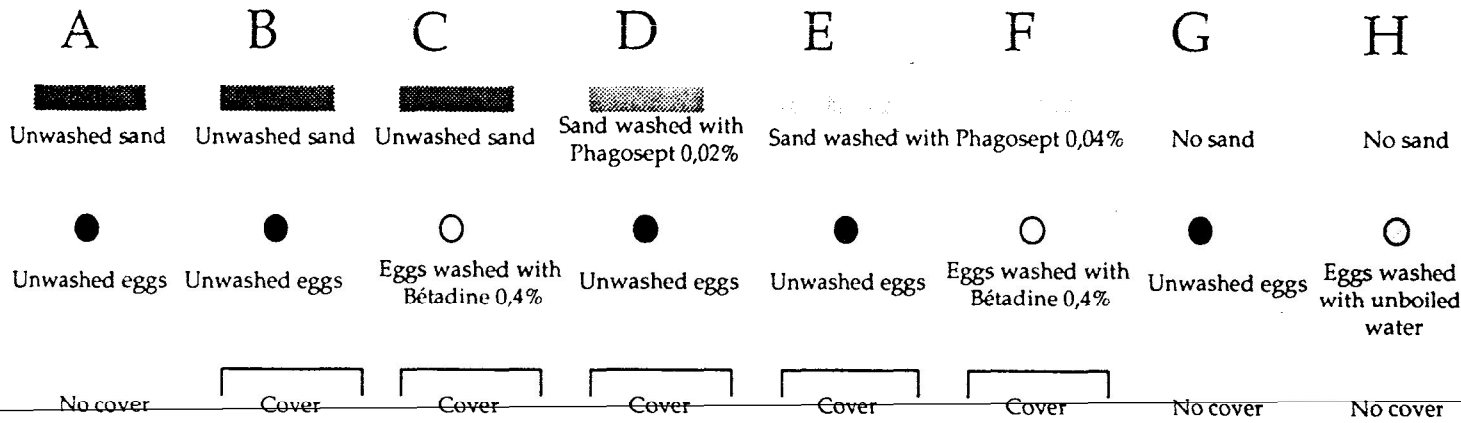 A B C D E F G H
Unwashed sand Unwashed sand Unwashed sand Sand washed with Phagosept 0,02% Sand washed with Phagosept 0,04% No sand No sand
Unwashed eggs Unwashed eggs Eggs washed with Bétadine 0,4% Unwashed eggs Unwashed eggs Eggs washed with Bétadine 0,4% Unwashed eggs Eggs washed with unboiled water
No cover Cover Cover Cover Cover Cover No cover No cover